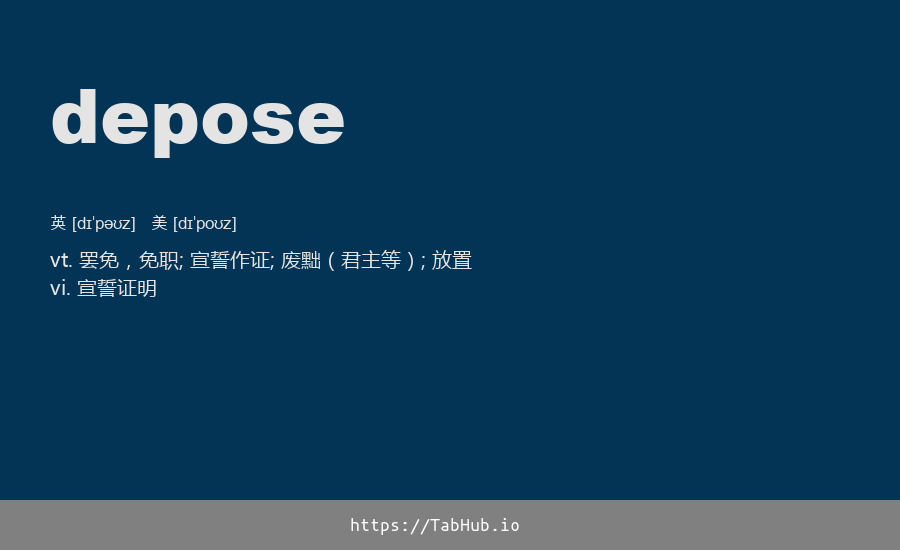 depose
英 [dɪˈpəʊz] 美 [dɪˈpoʊz]
vt. 罢免，免职; 宣誓作证; 废黜（君主等）; 放置
vi. 宣誓证明
https://TabHub.io